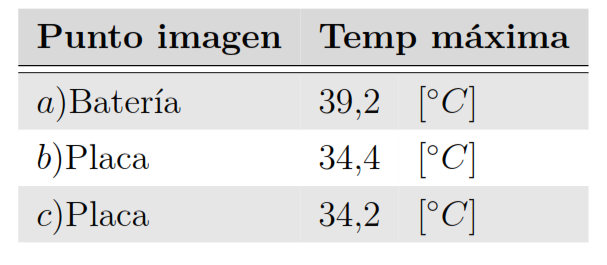 Punto imagen Temp máxima
a)Batería 39,2 [°C]
b)Placa 34,4 [°C]
c)Placa 34,2 [°C]